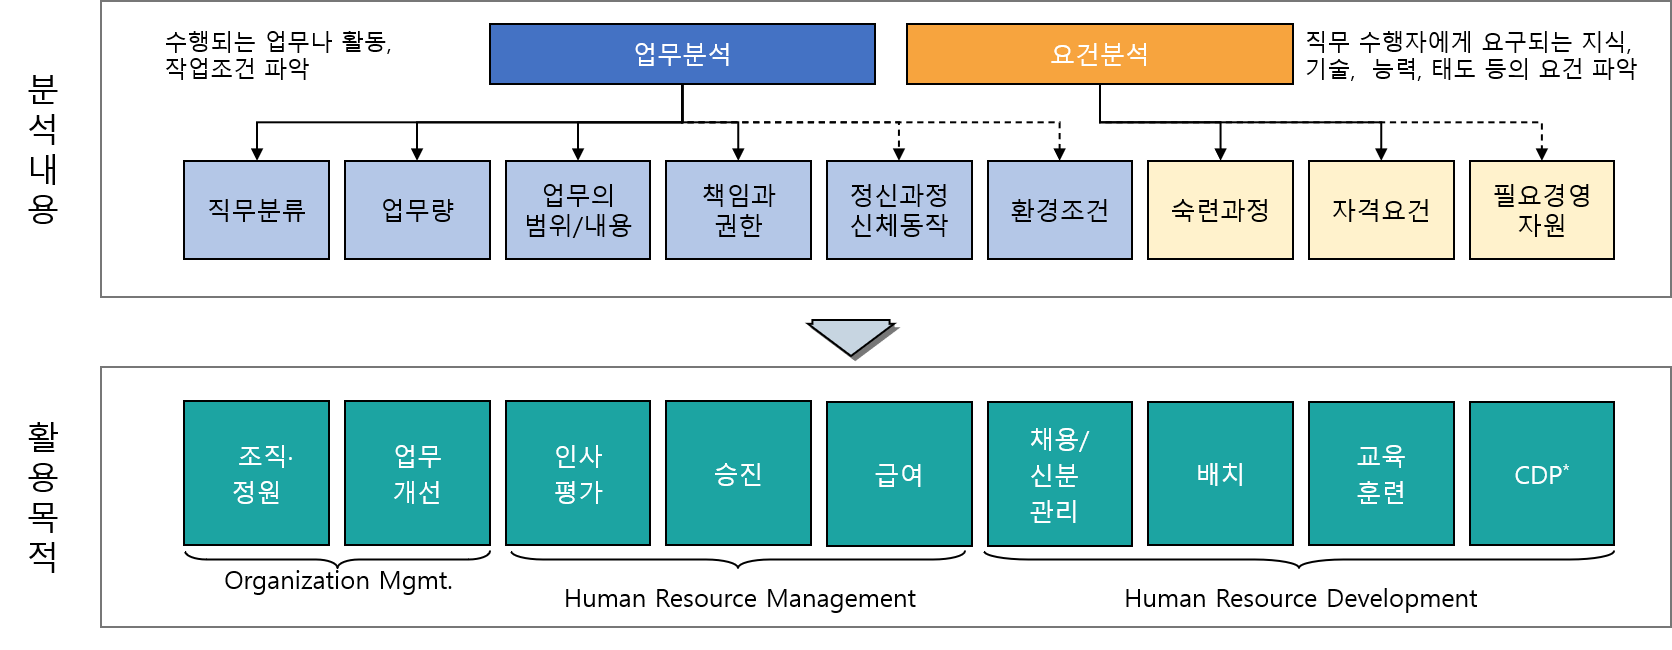 분석내용
수행되는 업무나 활동,
작업조건 파악
업무분석
요건분석
직무 수행자에게 요구되는 지식,
기술, 능력, 태도 등의 요건 파악
직무분류
업무량
업무의
범위/내용
책임과
권한
정신과정
신체동작
환경조건
숙련과정
자격요건
필요경영
자원
활용목적
조직·
정원
업무
개선
인사
평가
승진
급여
채용/
신분
관리
배치
교육
훈련
CDP*
Organization Mgmt.
Human Resource Management
Human Resource Development